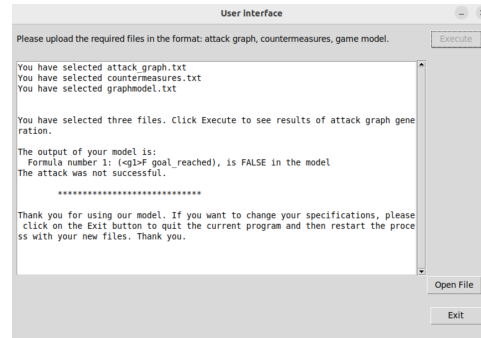 User interface
Please upload the required files in the format: attack graph, countermeasures, game model.
Execute
You have selected attack_graph.txt
You have selected countermeasures.txt
You have selected graphmodel.txt
You have selected three files. Click Execute to see results of attack graph gene
ration.
The output of your model is:
Formula number 1: (<g1>F goal_reached), is FALSE in the model
The attack was not successful.
*****************************
Thank you for using our model. If you want to change your specifications, please
click on the Exit button to quit the current program and then restart the proce
ss with your new files. Thank you.
Open File
Exit